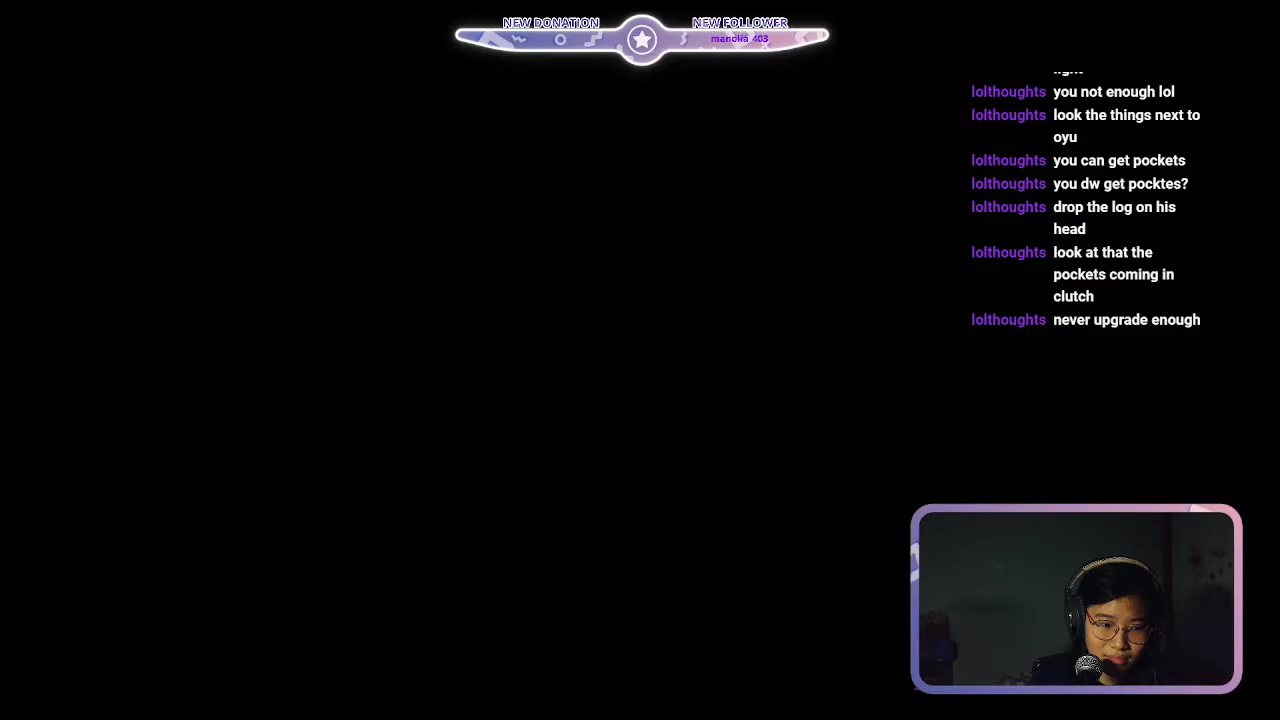 NEW DONATION
NEW FOLLOWER
manolia_403
lolthoughts you not enough lol
lolthoughts look the things next to
oyu
lolthoughts you can get pockets
lolthoughts you dw get pocktes?
lolthoughts drop the log on his
head
lolthoughts look at that the
pockets coming in
clutch
lolthoughts never upgrade enough